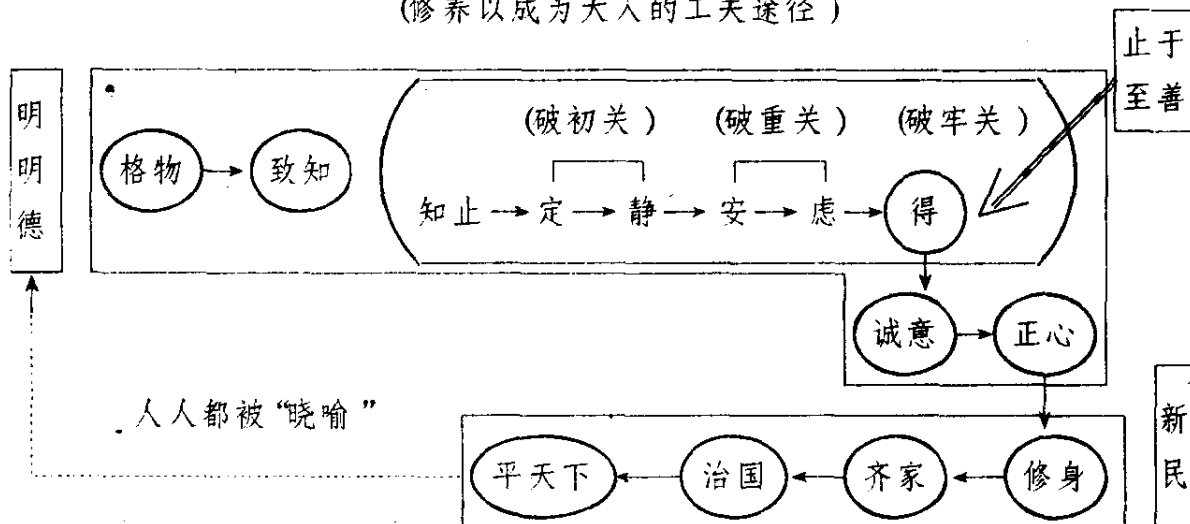 (修养以成为大人的工夫途径)
止于
至善
明
明
德
(破初关) (破重关) (破牢关)
格物 致知
知止 定 静 安 虑 得
诚意 正心
人人都被“晓喻”
新
民
平天下 治国 齐家 修身